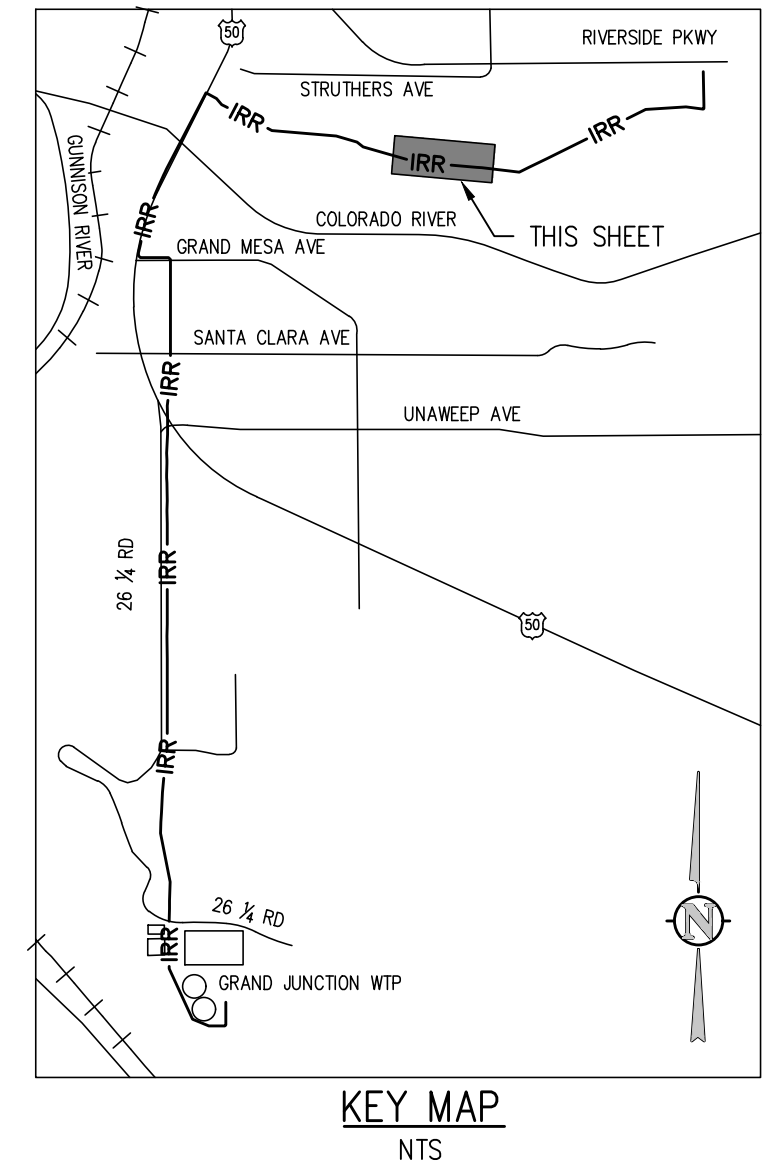 50
RIVERSIDE PKWY
STRUTHERS AVE
IRR
IRR
IRR
GUNNISON RIVER
IRR
COLORADO RIVER
THIS SHEET
GRAND MESA AVE
SANTA CLARA AVE
IRR
UNAWEEP AVE
26 ¼ RD
IRR
50
IRR
26 ¼ RD
N
IRR
GRAND JUNCTION WTP
KEY MAP
NTS